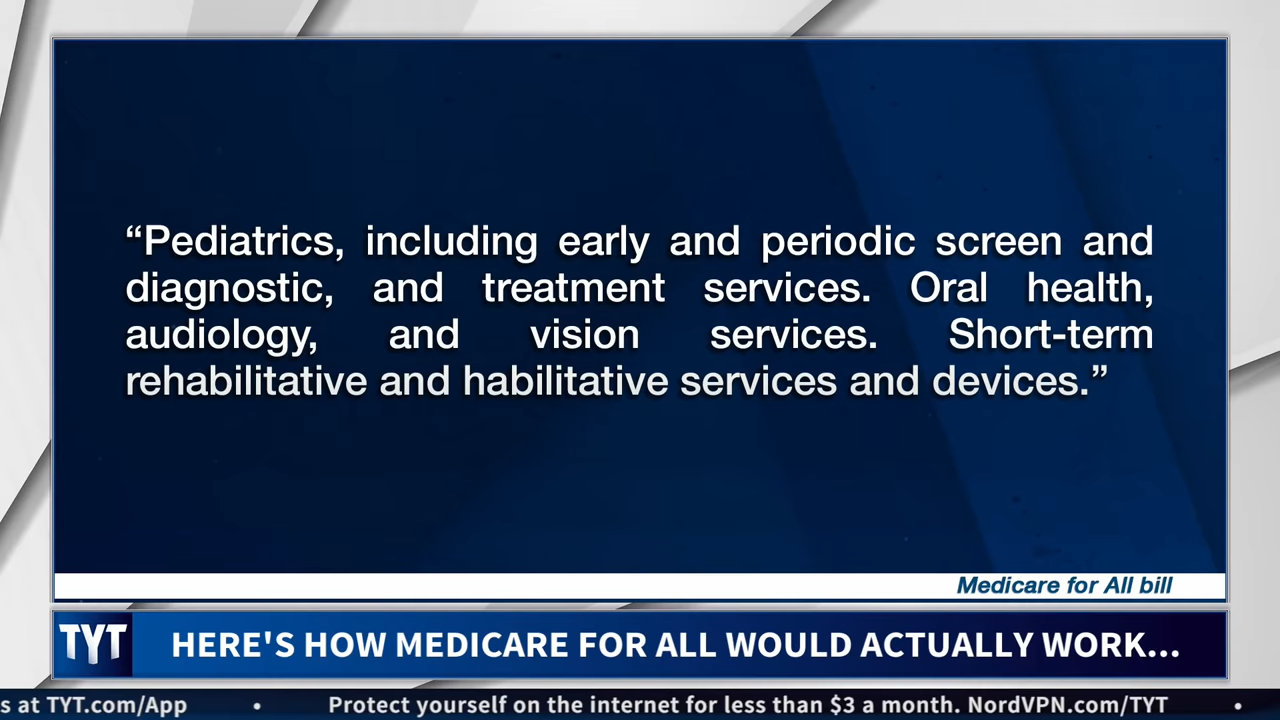 “Pediatrics, including early and periodic screen and
diagnostic, and treatment services. Oral health,
audiology, and vision services. Short-term
rehabilitative and habilitative services and devices.”
Medicare for All bill
TYT HERE'S HOW MEDICARE FOR ALL WOULD ACTUALLY WORK...
s at TYT.com/App • Protect yourself on the internet for less than $3 a month. NordVPN.com/TYT •